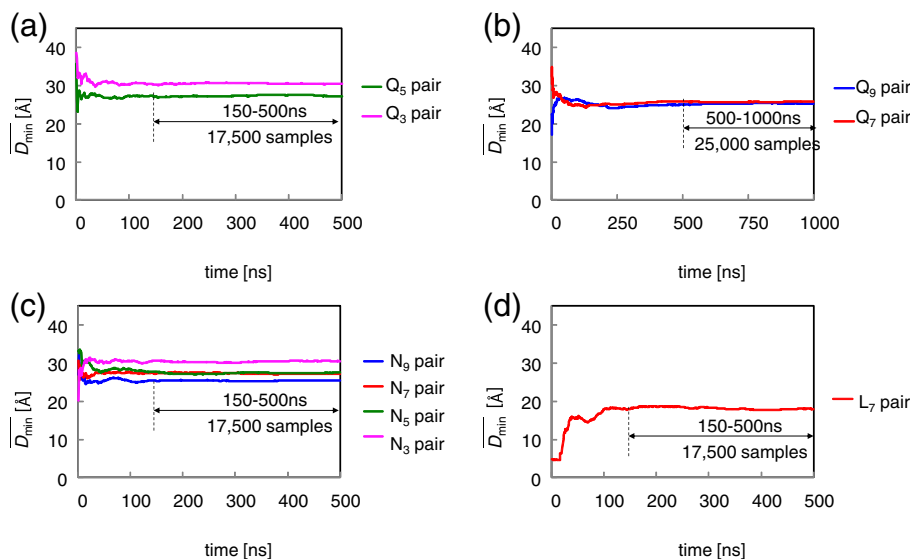 (a)
40
30
20
10
0
D_min [Å]
0 100 200 300 400 500
time [ns]
150-500ns
17,500 samples
Q₅ pair
Q₃ pair
(b)
40
30
20
10
0
D_min [Å]
0 250 500 750 1000
time [ns]
500-1000ns
25,000 samples
Q₉ pair
Q₇ pair
(c)
40
30
20
10
0
D_min [Å]
0 100 200 300 400 500
time [ns]
150-500ns
17,500 samples
N₉ pair
N₇ pair
N₅ pair
N₃ pair
(d)
40
30
20
10
0
D_min [Å]
0 100 200 300 400 500
time [ns]
150-500ns
17,500 samples
L₇ pair